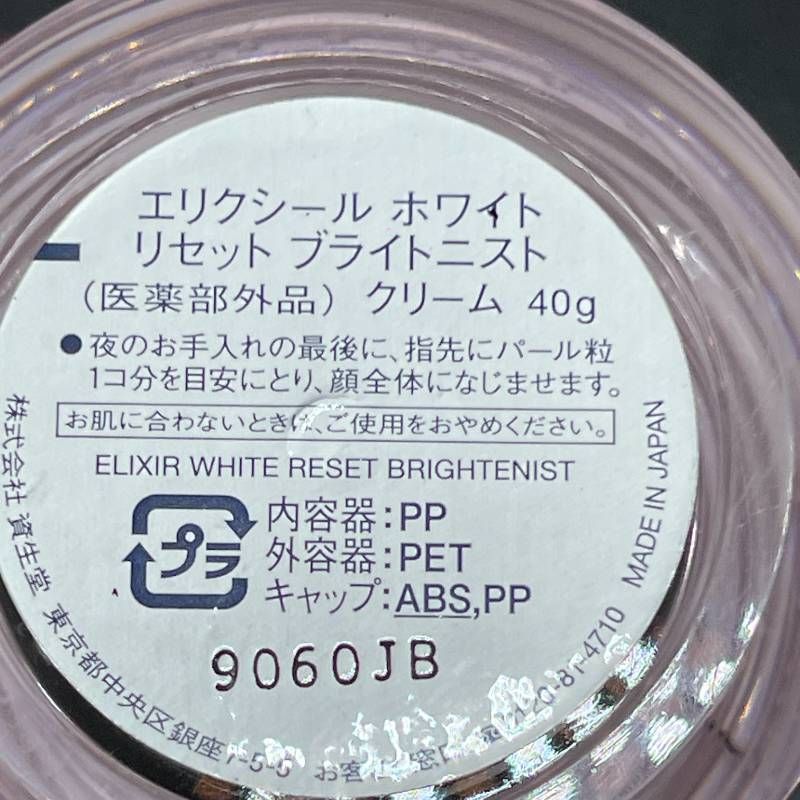 エリクシール ホワイト
リセット ブライトニスト
（医薬部外品） クリーム 40g
●夜のお手入れの最後に、指先にパール粒
1コ分を目安にとり、顔全体になじませます。
お肌に合わないときは、ご使用をおやめください。
ELIXIR WHITE RESET BRIGHTENIST
プラ
内容器：PP
外容器：PET
キャップ：ABS,PP
9060JB
株式会社 資生堂 東京都中央区銀座7-5-5 お客 窓 20-81-4710 MADE IN JAPAN